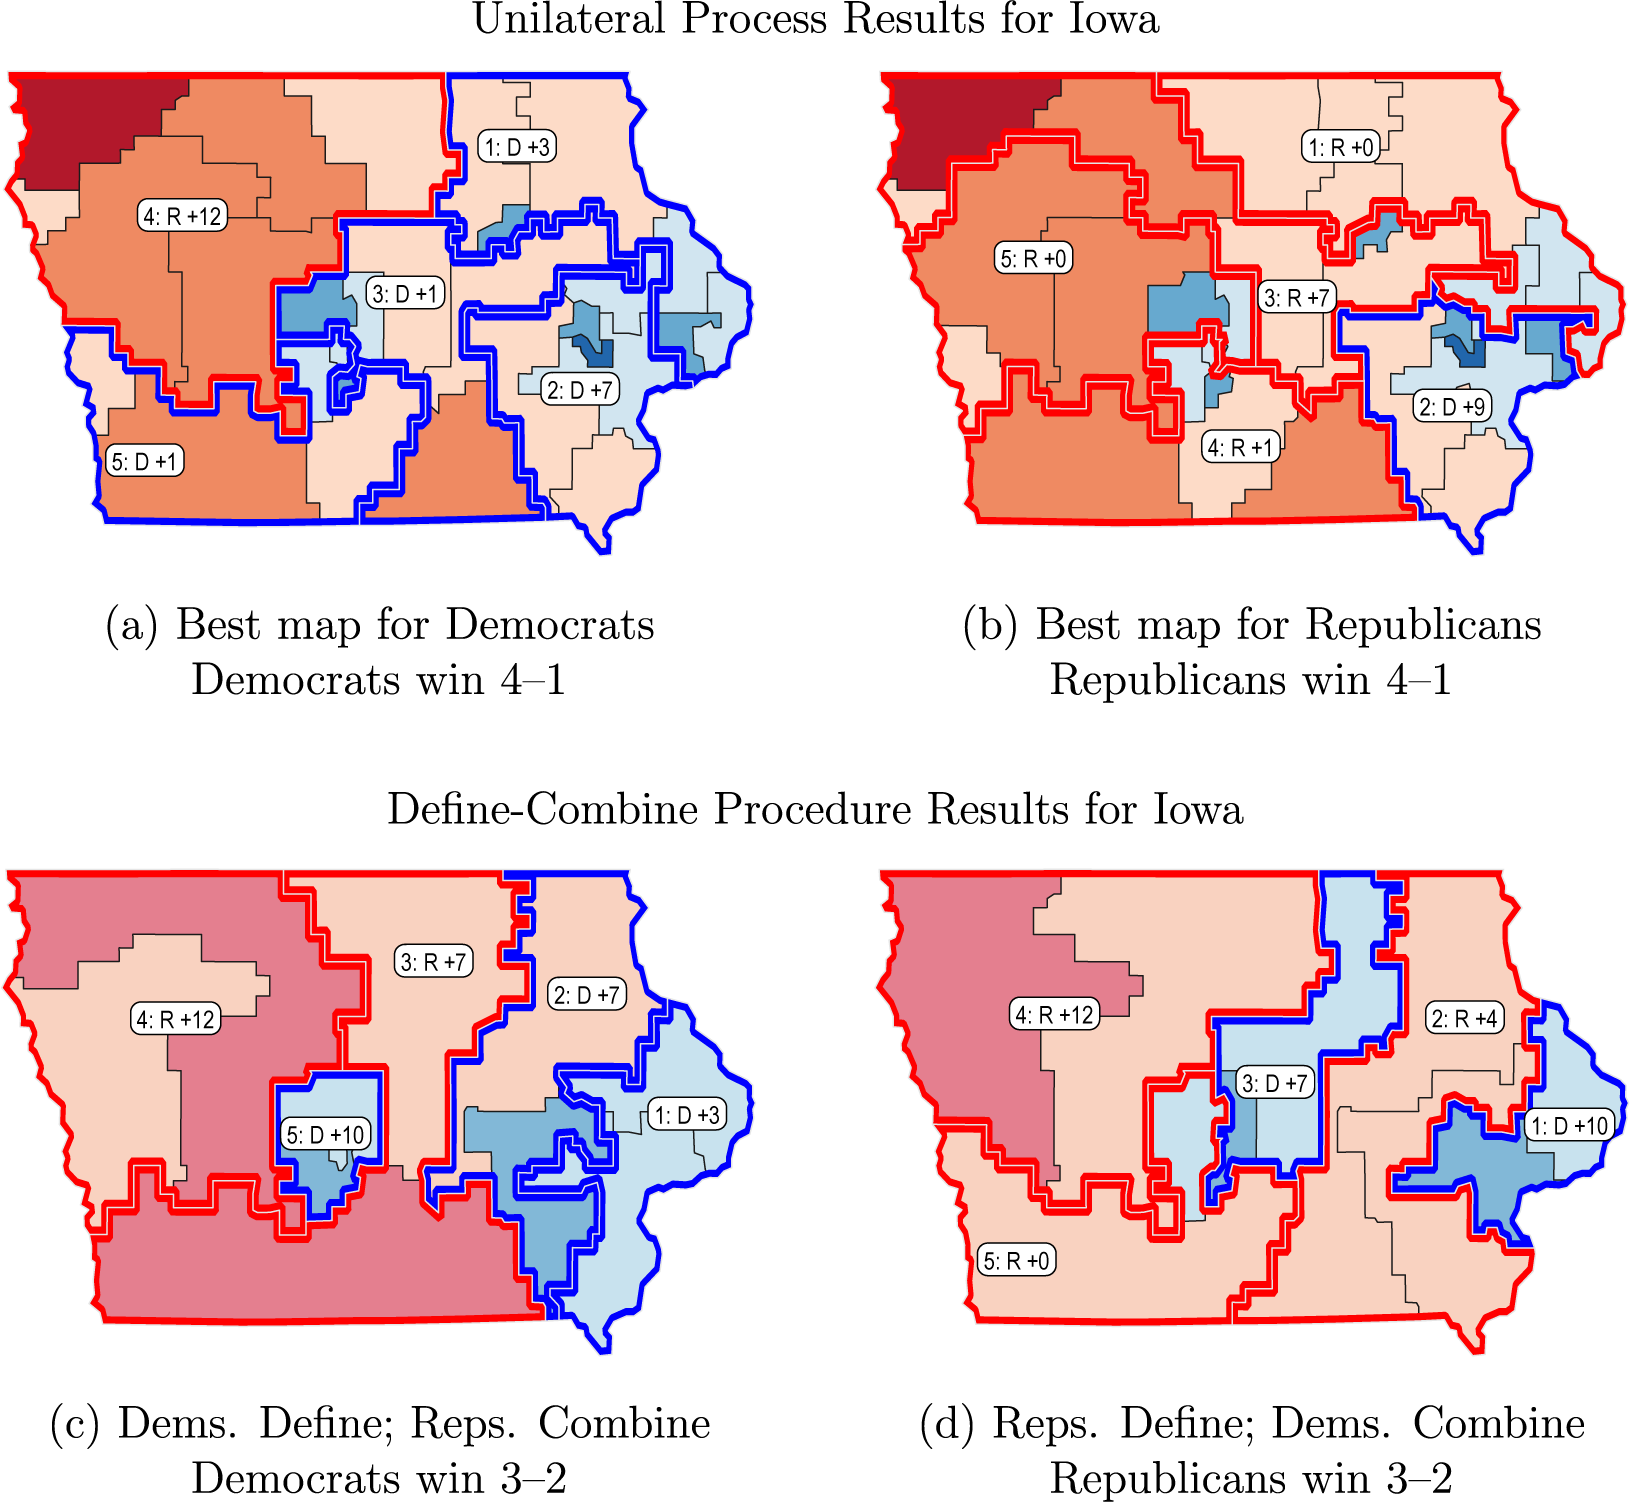 Unilateral Process Results for Iowa
1: D +3
4: R +12
3: D +1
2: D +7
5: D +1
1: R +0
5: R +0
3: R +7
2: D +9
4: R +1
(a) Best map for Democrats
Democrats win 4–1
(b) Best map for Republicans
Republicans win 4–1
Define-Combine Procedure Results for Iowa
3: R +7
2: D +7
4: R +12
1: D +3
5: D +10
4: R +12
2: R +4
3: D +7
1: D +10
5: R +0
(c) Dems. Define; Reps. Combine
Democrats win 3–2
(d) Reps. Define; Dems. Combine
Republicans win 3–2